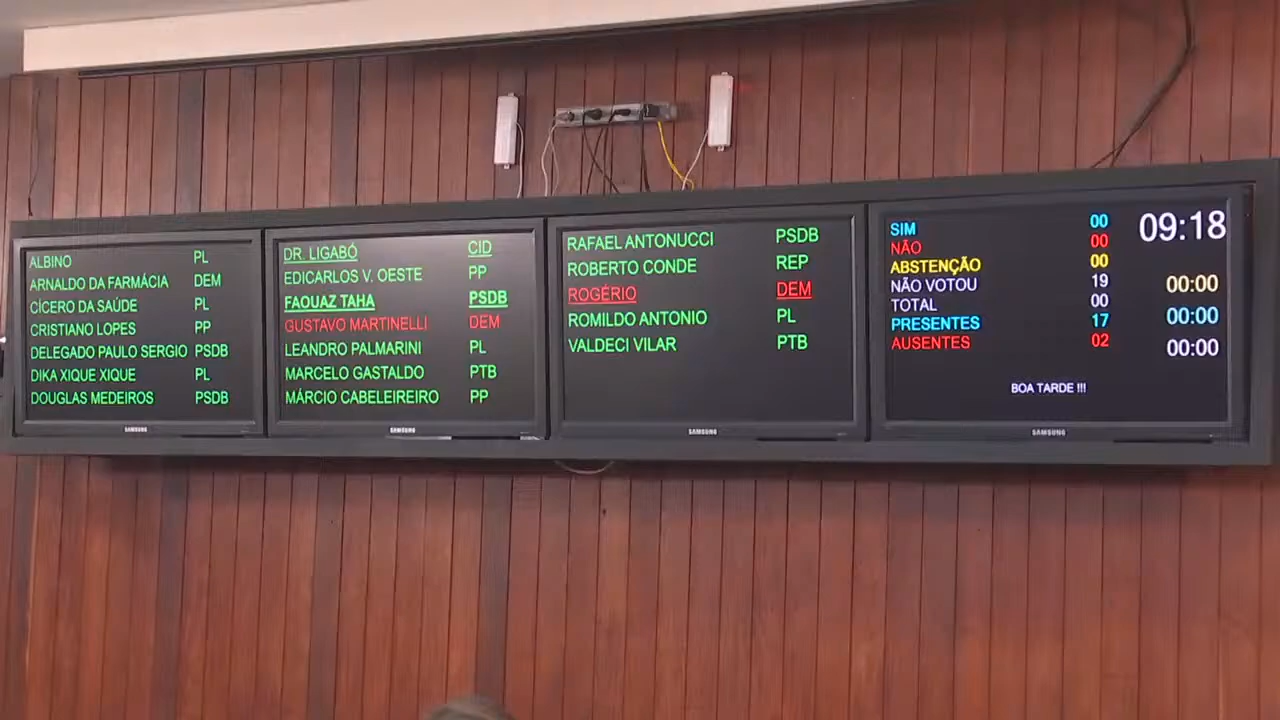 ALBINO PL
ARNALDO DA FARMÁCIA DEM
CÍCERO DA SAÚDE PL
CRISTIANO LOPES PP
DELEGADO PAULO SERGIO PSDB
DIKA XIQUE XIQUE PL
DOUGLAS MEDEIROS PSDB
SAMSUNG
DR. LIGABÓ CID
EDICARLOS V. OESTE PP
FAOUAZ TAHA PSDB
GUSTAVO MARTINELLI DEM
LEANDRO PALMARINI PL
MARCELO GASTALDO PTB
MÁRCIO CABELEIREIRO PP
SAMSUNG
RAFAEL ANTONUCCI PSDB
ROBERTO CONDE REP
ROGÉRIO DEM
ROMILDO ANTONIO PL
VALDECI VILAR PTB
SAMSUNG
SIM 00
NÃO 00
ABSTENÇÃO 00
NÃO VOTOU 19
TOTAL 00
PRESENTES 17
AUSENTES 02
09:18
00:00
00:00
00:00
BOA TARDE !!!
SAMSUNG